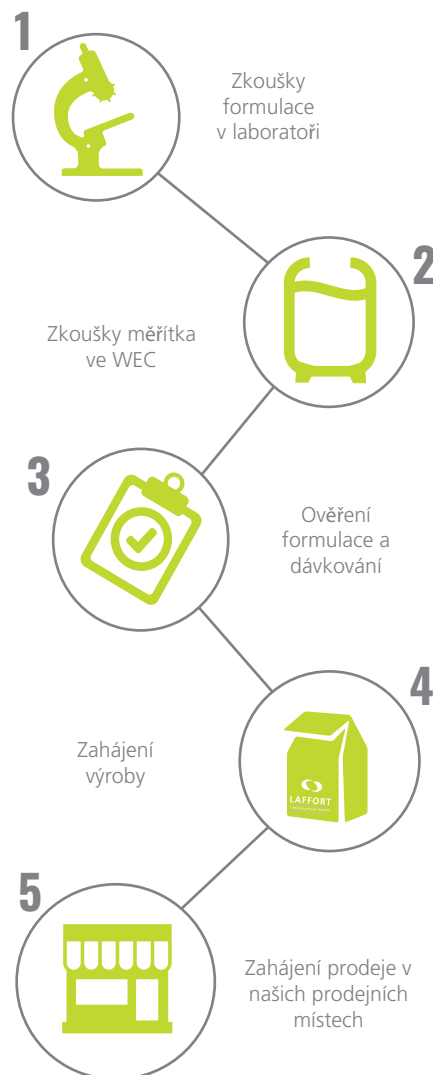 1
Zkoušky
formulace
v laboratoři
2
Zkoušky měřítka
ve WEC
3
Ověření
formulace a
dávkování
4
LAFFORT
Zahájení
výroby
5
Zahájení prodeje v
našich prodejních
místech